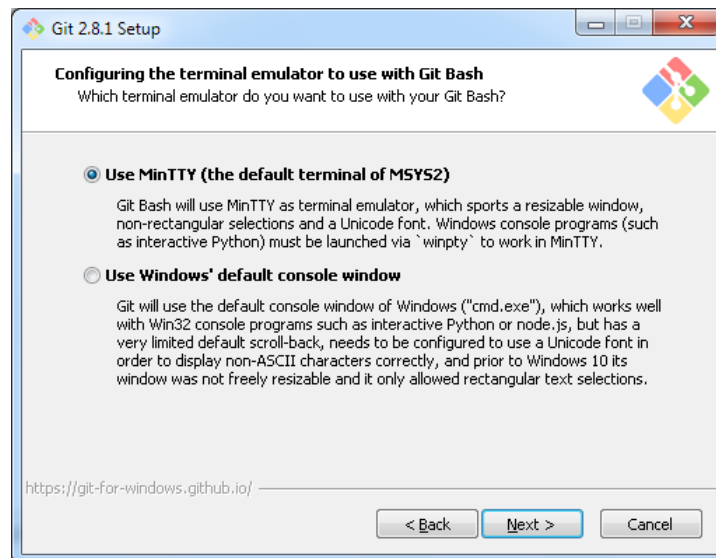 Git 2.8.1 Setup
Configuring the terminal emulator to use with Git Bash
Which terminal emulator do you want to use with your Git Bash?
Use MinTTY (the default terminal of MSYS2)
Git Bash will use MinTTY as terminal emulator, which sports a resizable window,
non-rectangular selections and a Unicode font. Windows console programs (such
as interactive Python) must be launched via `winpty` to work in MinTTY.
Use Windows' default console window
Git will use the default console window of Windows ("cmd.exe"), which works well
with Win32 console programs such as interactive Python or node.js, but has a
very limited default scroll-back, needs to be configured to use a Unicode font in
order to display non-ASCII characters correctly, and prior to Windows 10 its
window was not freely resizable and it only allowed rectangular text selections.
https://git-for-windows.github.io/
< Back
Next >
Cancel